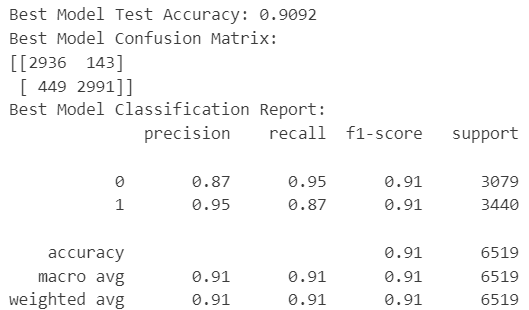 Best Model Test Accuracy: 0.9092
Best Model Confusion Matrix:
[[2936  143]
 [ 449 2991]]
Best Model Classification Report:
              precision    recall  f1-score   support

           0       0.87      0.95      0.91      3079
           1       0.95      0.87      0.91      3440

    accuracy                           0.91      6519
   macro avg       0.91      0.91      0.91      6519
weighted avg       0.91      0.91      0.91      6519